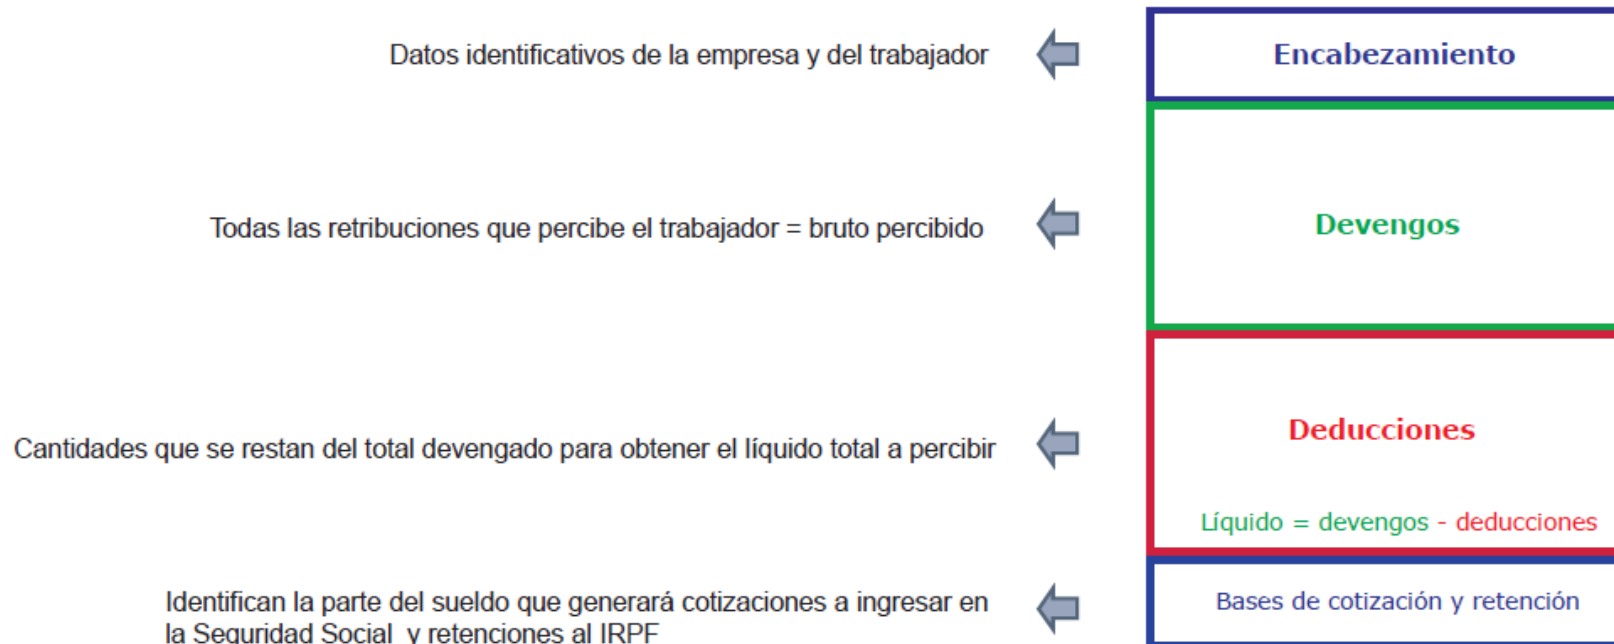 Datos identificativos de la empresa y del trabajador
Encabezamiento
Todas las retribuciones que percibe el trabajador = bruto percibido
Devengos
Cantidades que se restan del total devengado para obtener el líquido total a percibir
Deducciones
Líquido = devengos - deducciones
Identifican la parte del sueldo que generará cotizaciones a ingresar en
la Seguridad Social y retenciones al IRPF
Bases de cotización y retención